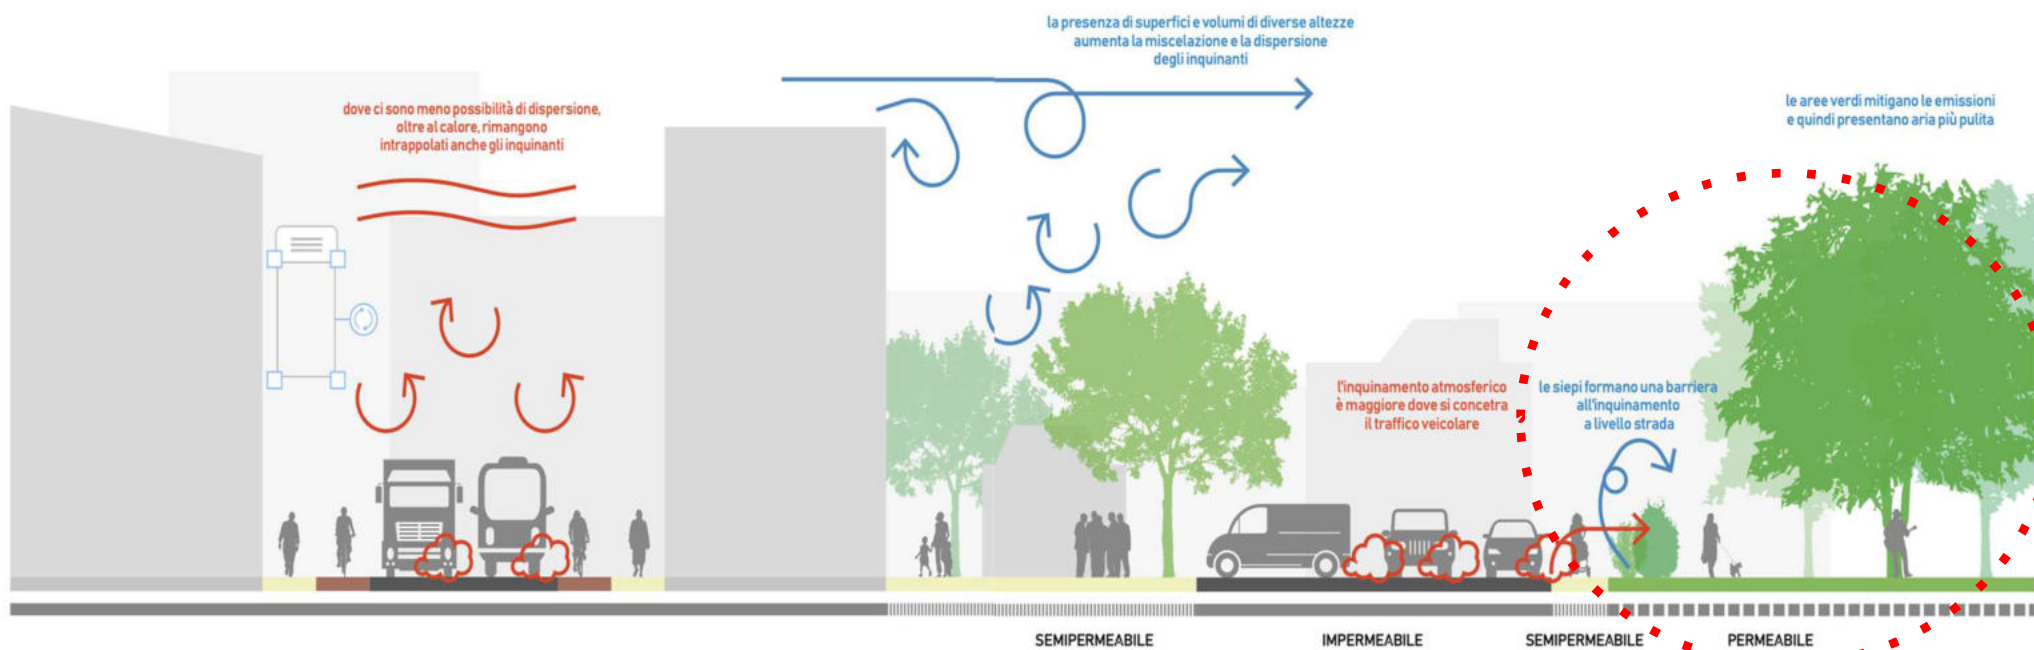 dove ci sono meno possibilità di dispersione,
oltre al calore, rimangono
intrappolati anche gli inquinanti
la presenza di superfici e volumi di diverse altezze
aumenta la miscelazione e la dispersione
degli inquinanti
le aree verdi mitigano le emissioni
e quindi presentano aria più pulita
l'inquinamento atmosferico
è maggiore dove si concetra
il traffico veicolare
le siepi formano una barriera
all'inquinamento
a livello strada
SEMIPERMEABILE
IMPERMEABILE
SEMIPERMEABILE
PERMEABILE